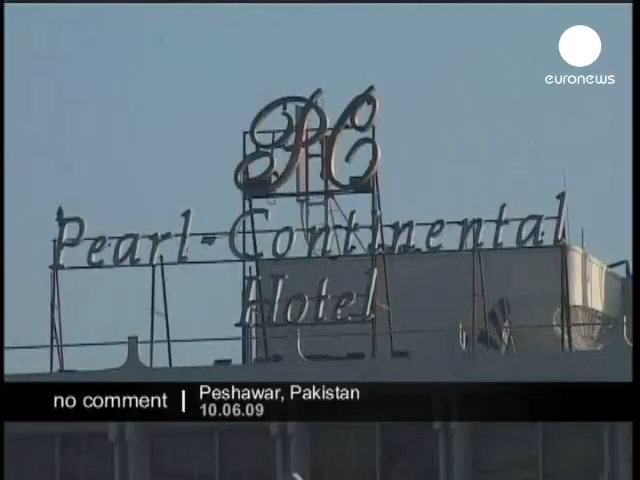 euronews
PC
Pearl-Continental
Hotel
no comment
Peshawar, Pakistan
10.06.09